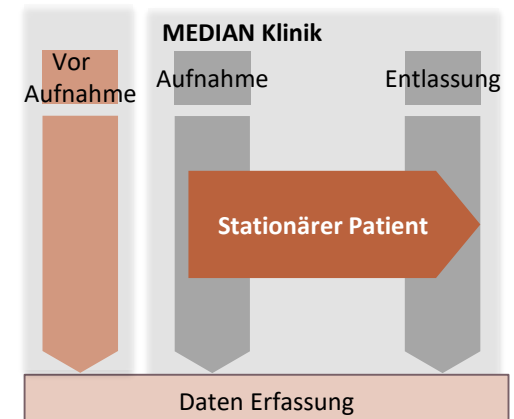 MEDIAN Klinik
Vor
Aufnahme
Aufnahme
Entlassung
Stationärer Patient
Daten Erfassung